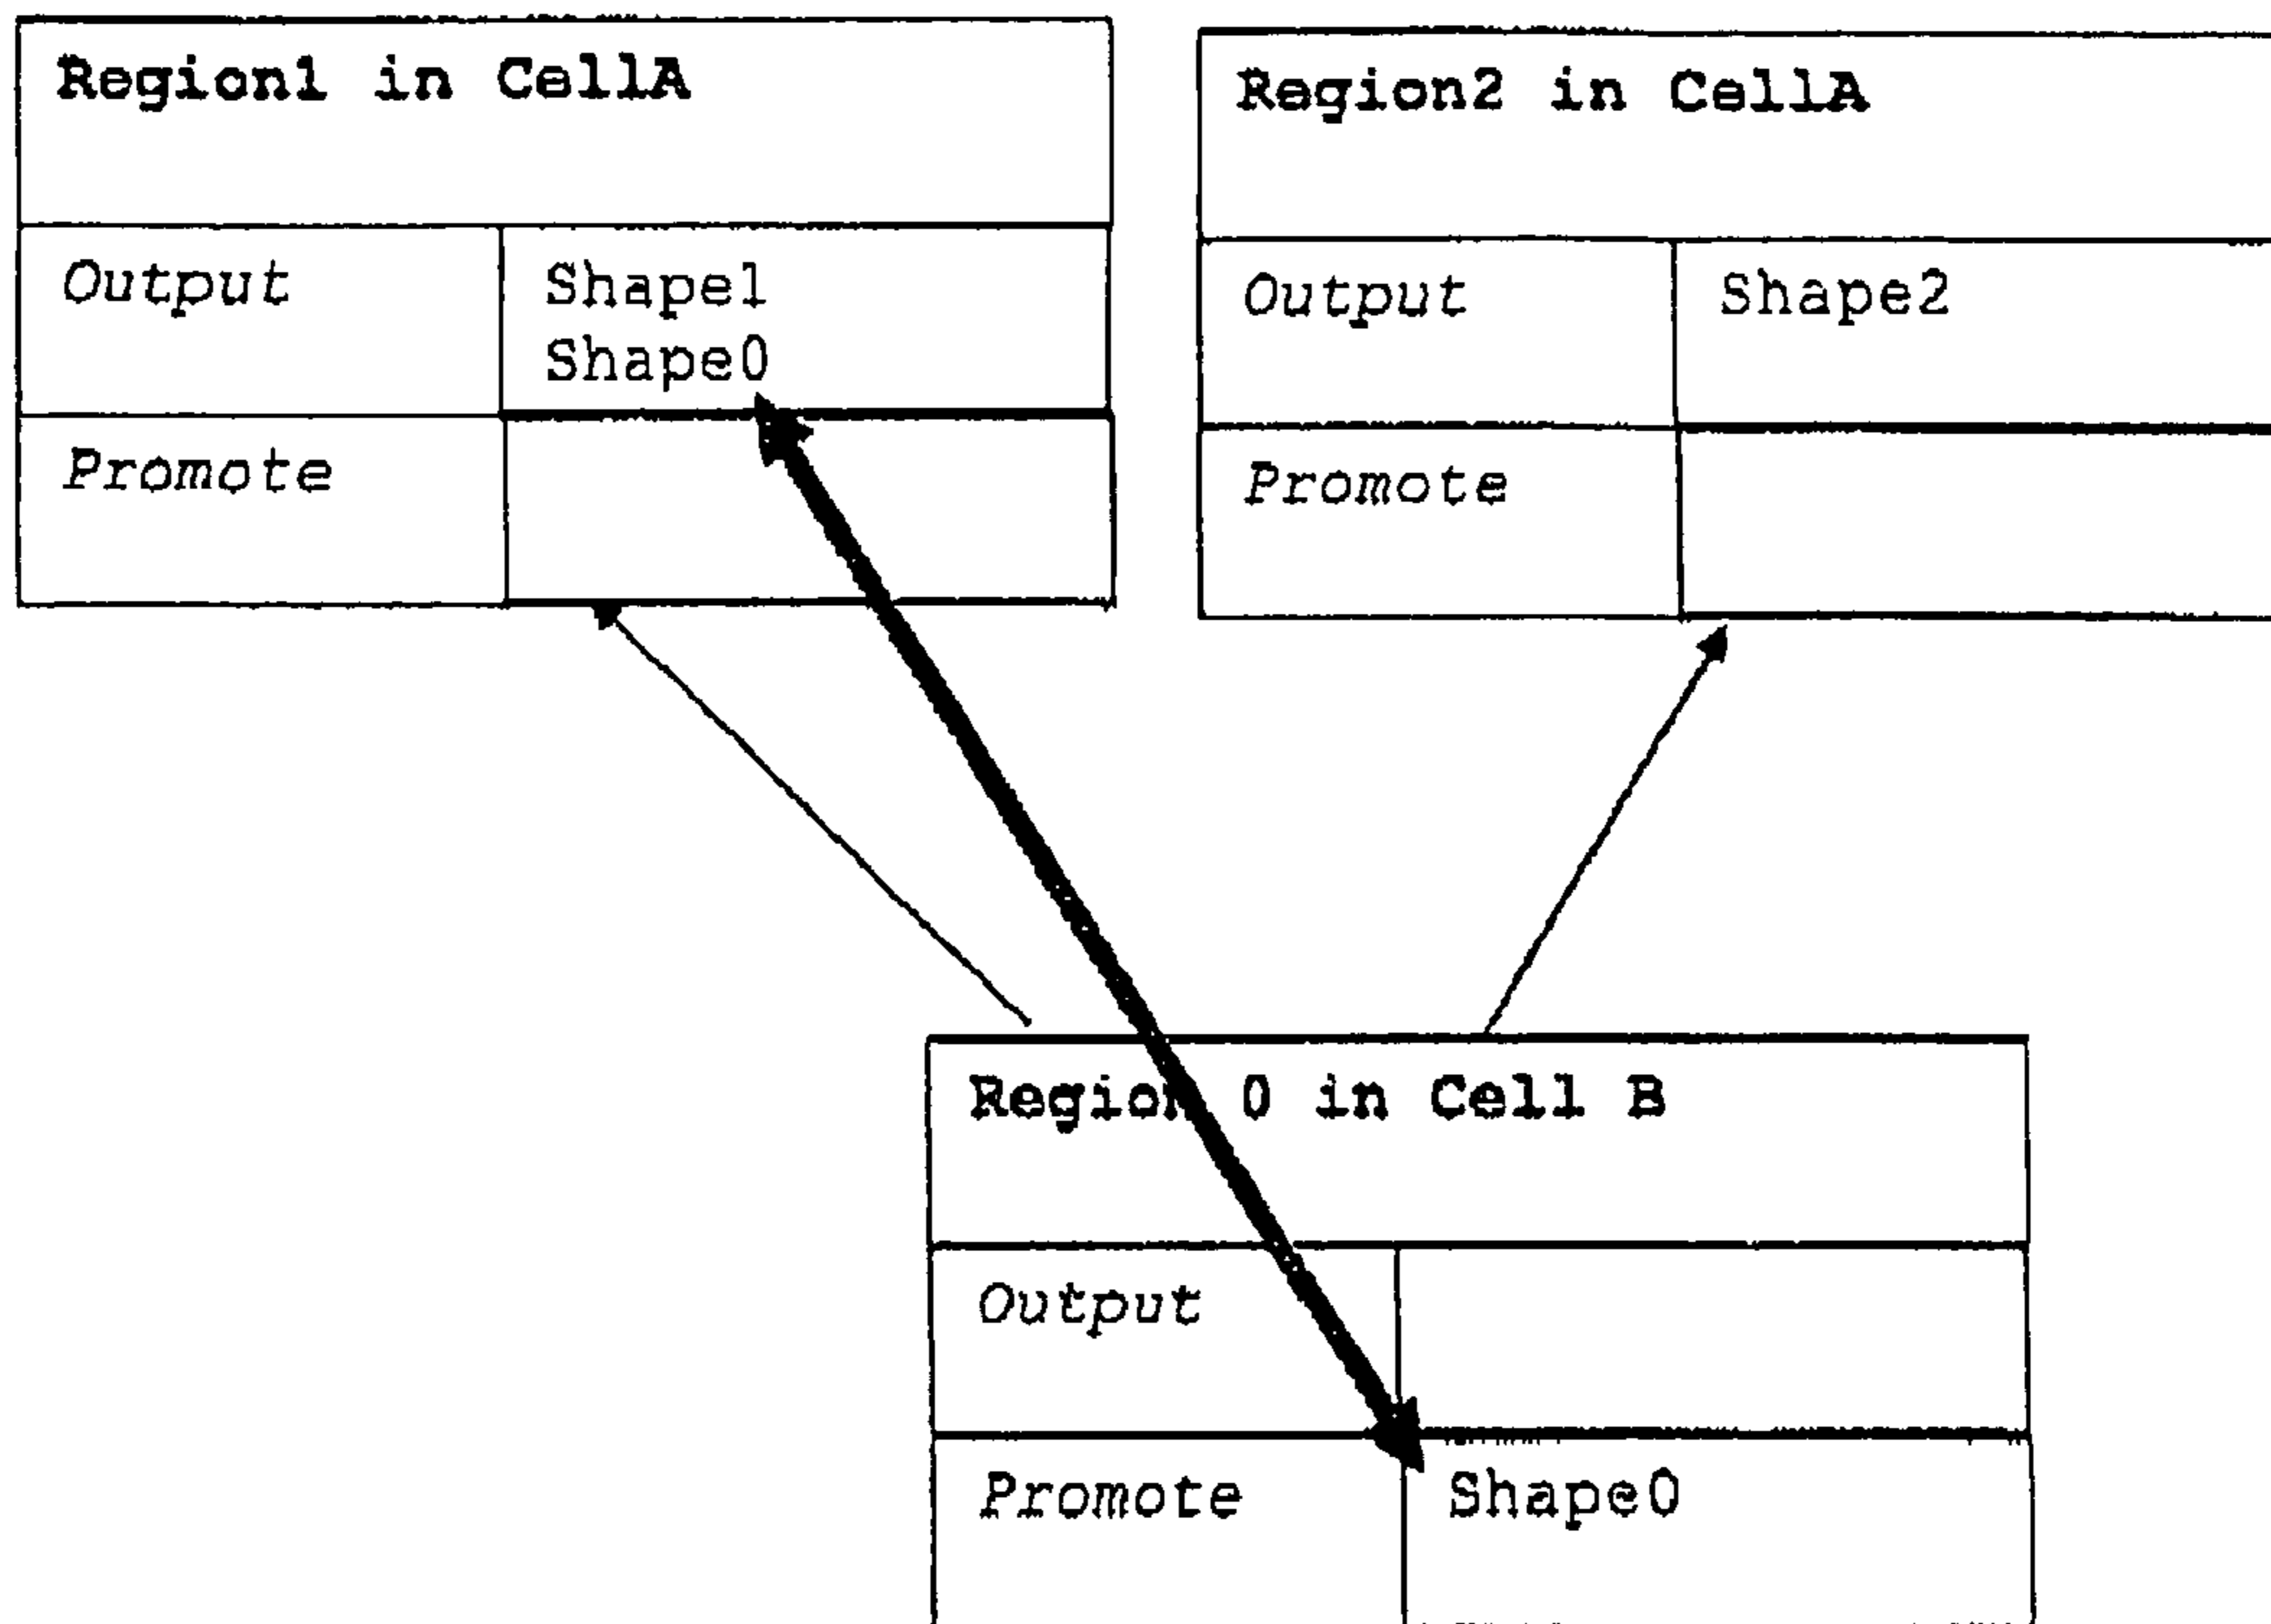 Region1 in CellA
Output
Shape1
Shape0
Promote
Region2 in CellA
Output
Shape2
Promote
Region 0 in Cell B
Output
Promote
Shape0